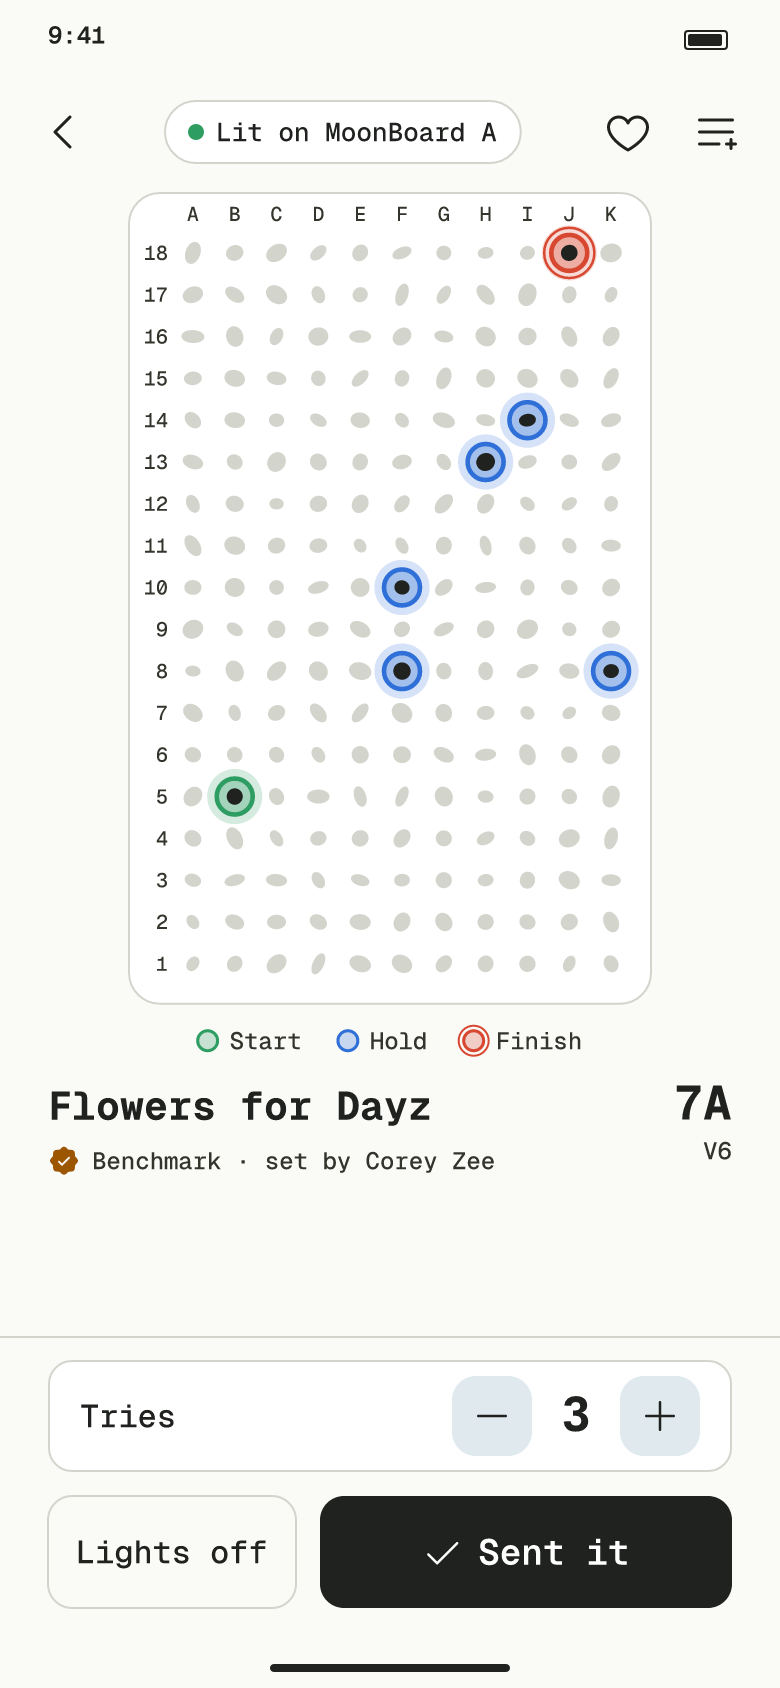 9:41
Lit on MoonBoard A
A B C D E F G H I J K
18
17
16
15
14
13
12
11
10
9
8
7
6
5
4
3
2
1
Start Hold Finish
Flowers for Dayz 7A
Benchmark · set by Corey Zee V6
Tries 3
Lights off Sent it